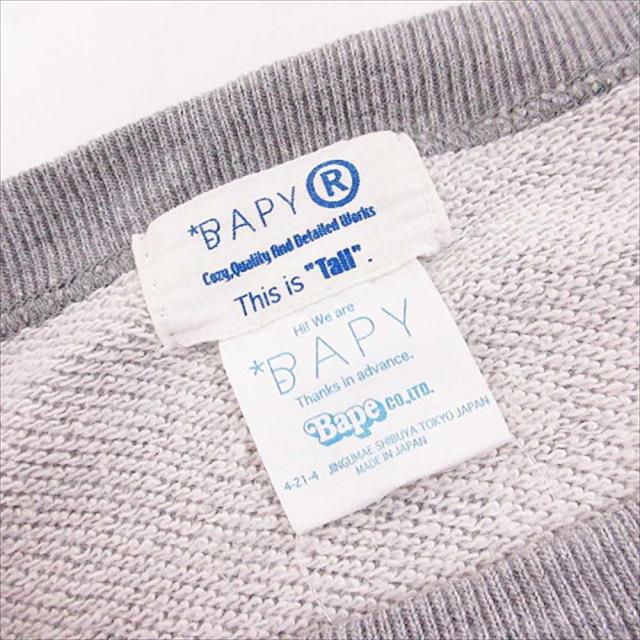 *BAPY®
Cozy,Quality And Detailed Works
This is "Tall".
Hi! We are
*BAPY
Thanks in advance.
Bape CO.,LTD.
4-21-4 JINGUMAE SHIBUYA TOKYO JAPAN
MADE IN JAPAN